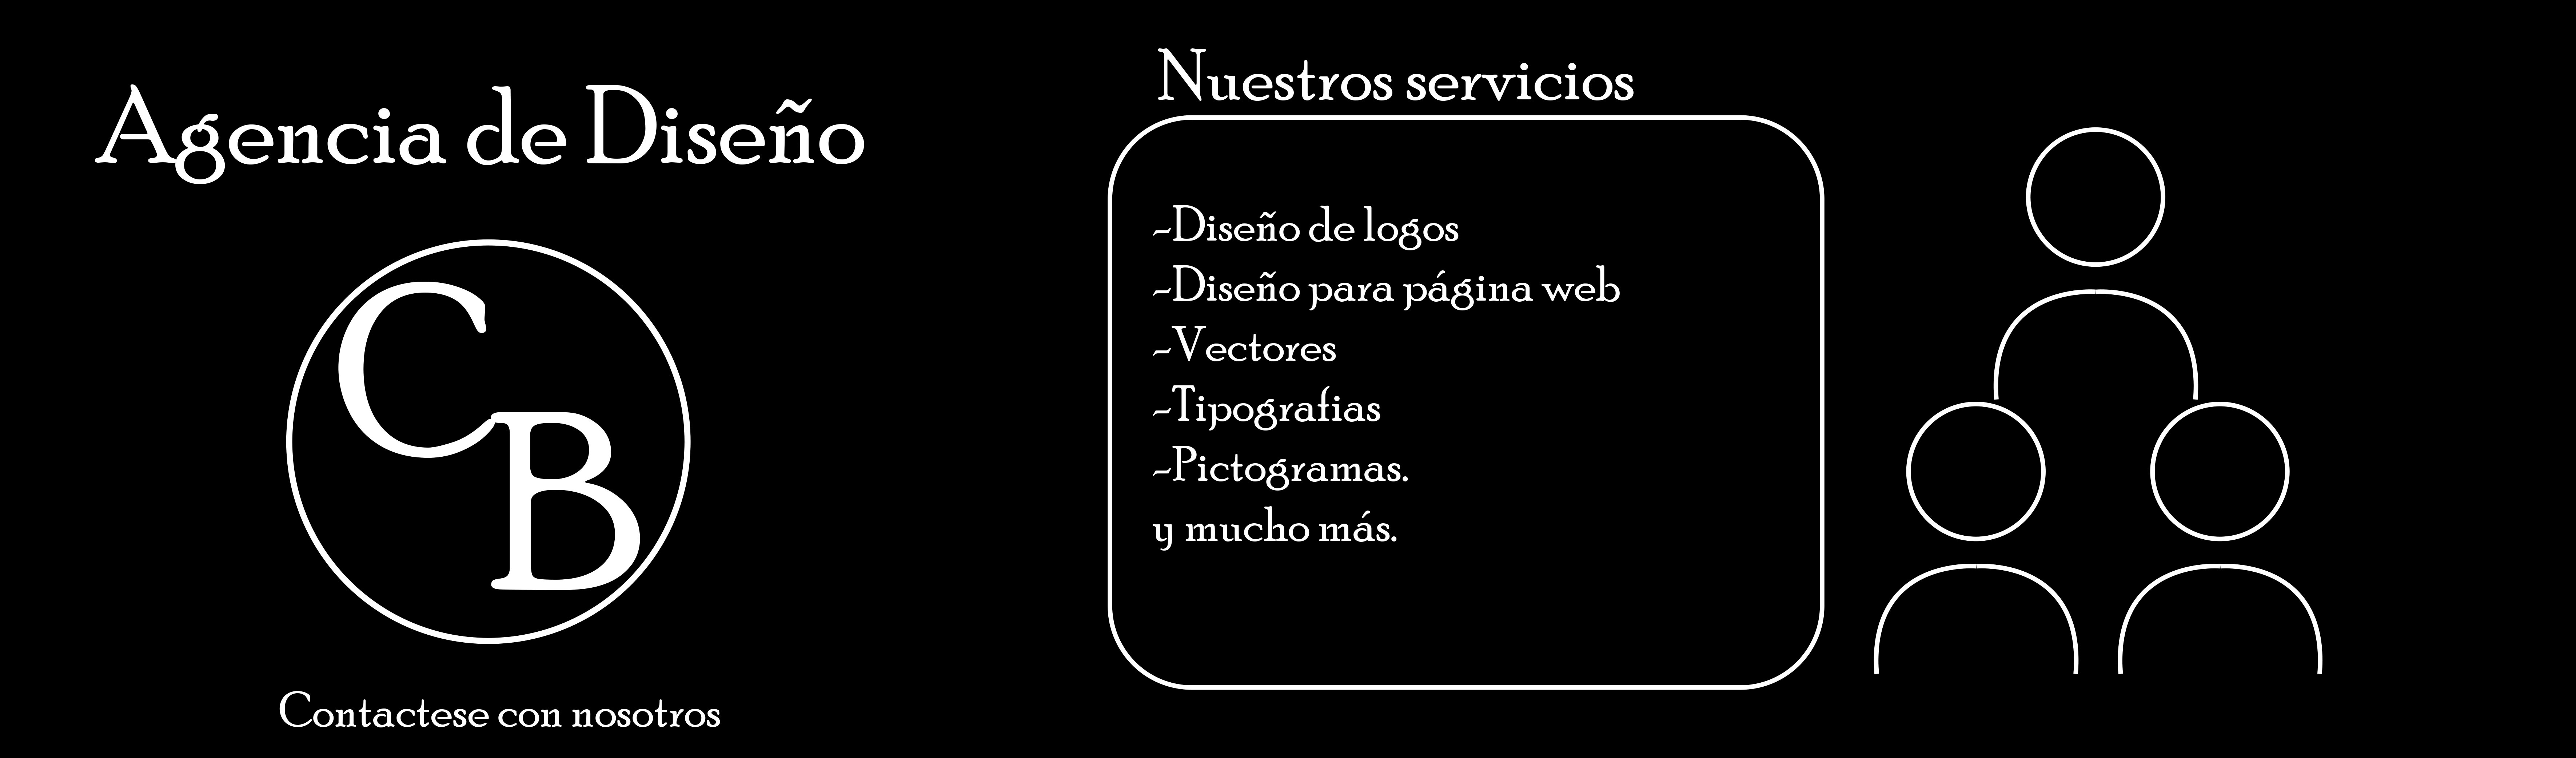 Agencia de Diseño
CB
Contactese con nosotros
Nuestros servicios
-Diseño de logos
-Diseño para página web
-Vectores
-Tipografias
-Pictogramas.
y mucho más.